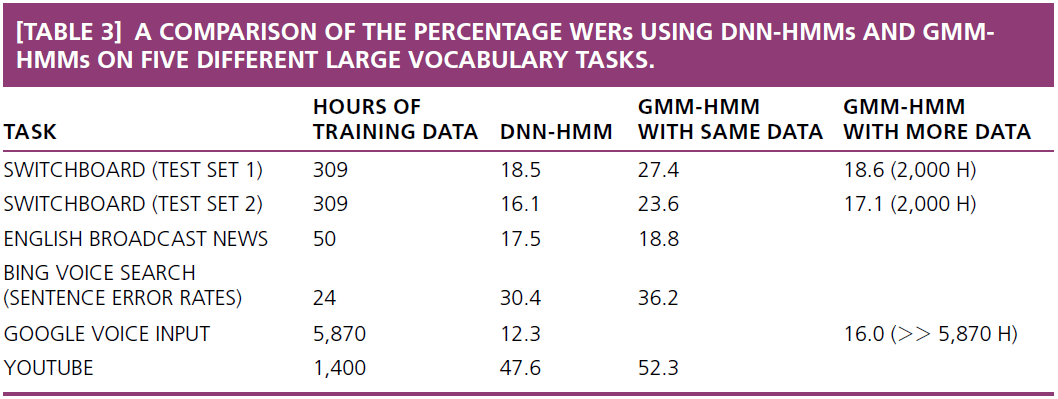 [TABLE 3] A COMPARISON OF THE PERCENTAGE WERs USING DNN-HMMs AND GMM-
HMMs ON FIVE DIFFERENT LARGE VOCABULARY TASKS.
HOURS OF GMM-HMM GMM-HMM
TASK TRAINING DATA DNN-HMM WITH SAME DATA WITH MORE DATA
SWITCHBOARD (TEST SET 1) 309 18.5 27.4 18.6 (2,000 H)
SWITCHBOARD (TEST SET 2) 309 16.1 23.6 17.1 (2,000 H)
ENGLISH BROADCAST NEWS 50 17.5 18.8
BING VOICE SEARCH
(SENTENCE ERROR RATES) 24 30.4 36.2
GOOGLE VOICE INPUT 5,870 12.3 16.0 (>> 5,870 H)
YOUTUBE 1,400 47.6 52.3